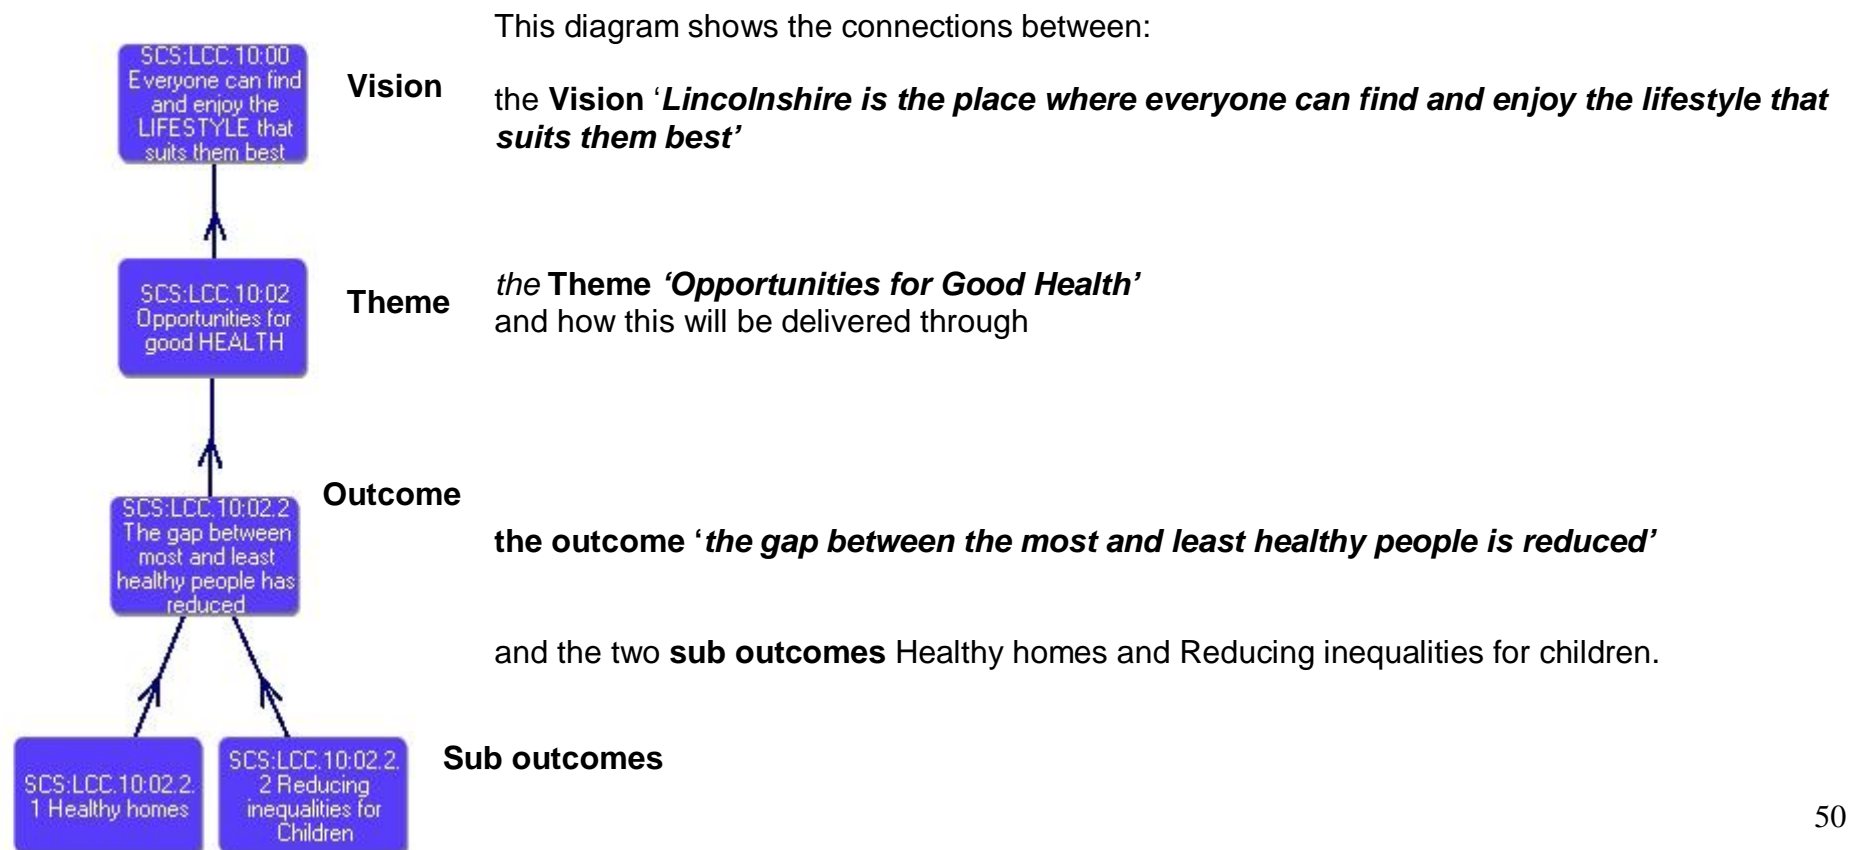 This diagram shows the connections between:
SCS:LCC.10:00
Everyone can find
and enjoy the
LIFESTYLE that
suits them best
Vision
the Vision ‘Lincolnshire is the place where everyone can find and enjoy the lifestyle that
suits them best’
SCS:LCC.10:02
Opportunities for
good HEALTH
Theme
the Theme ‘Opportunities for Good Health’
and how this will be delivered through
SCS:LCC.10:02.2
The gap between
most and least
healthy people has
reduced
Outcome
the outcome ‘the gap between the most and least healthy people is reduced’
and the two sub outcomes Healthy homes and Reducing inequalities for children.
SCS:LCC.10:02.2.
1 Healthy homes
SCS:LCC.10:02.2.
2 Reducing
inequalities for
Children
Sub outcomes
50